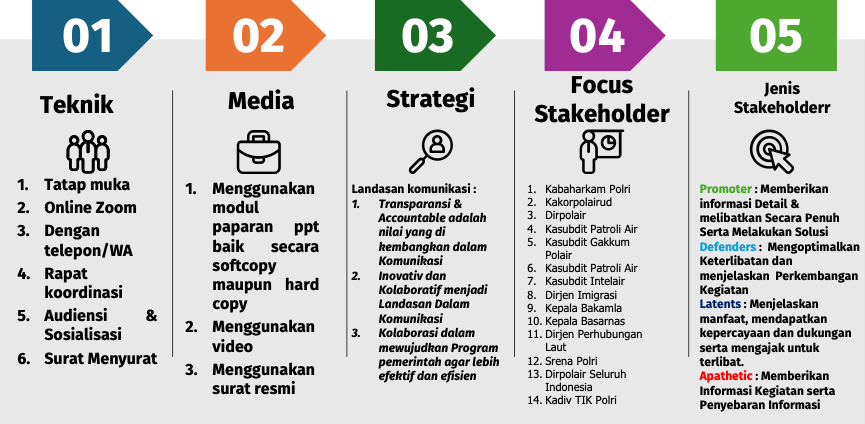 01
Teknik
1. Tatap muka
2. Online Zoom
3. Dengan
telepon/WA
4. Rapat
koordinasi
5. Audiensi &
Sosialisasi
6. Surat Menyurat
02
Media
1. Menggunakan
modul
paparan ppt
baik secara
softcopy
maupun hard
copy
2. Menggunakan
video
3. Menggunakan
surat resmi
03
Strategi
Landasan komunikasi :
1. Transparansi &
Accountable adalah
nilai yang di
kembangkan dalam
Komunikasi
2. Inovativ dan
Kolaboratif menjadi
Landasan Dalam
Komunikasi
3. Kolaborasi dalam
mewujudkan Program
pemerintah agar lebih
efektif dan efisien
04
Focus
Stakeholder
1. Kabaharkam Polri
2. Kakorpolairud
3. Dirpolair
4. Kasubdit Patroli Air
5. Kasubdit Gakkum
Polair
6. Kasubdit Patroli Air
7. Kasubdit Intelair
8. Dirjen Imigrasi
9. Kepala Bakamla
10. Kepala Basarnas
11. Dirjen Perhubungan
Laut
12. Srena Polri
13. Dirpolair Seluruh
Indonesia
14. Kadiv TIK Polri
05
Jenis
Stakeholderr
Promoter : Memberikan
informasi Detail &
melibatkan Secara Penuh
Serta Melakukan Solusi
Defenders : Mengoptimalkan
Keterlibatan dan
menjelaskan Perkembangan
Kegiatan
Latents : Menjelaskan
manfaat, mendapatkan
kepercayaan dan dukungan
serta mengajak untuk
terlibat.
Apathetic : Memberikan
Informasi Kegiatan serta
Penyebaran Informasi